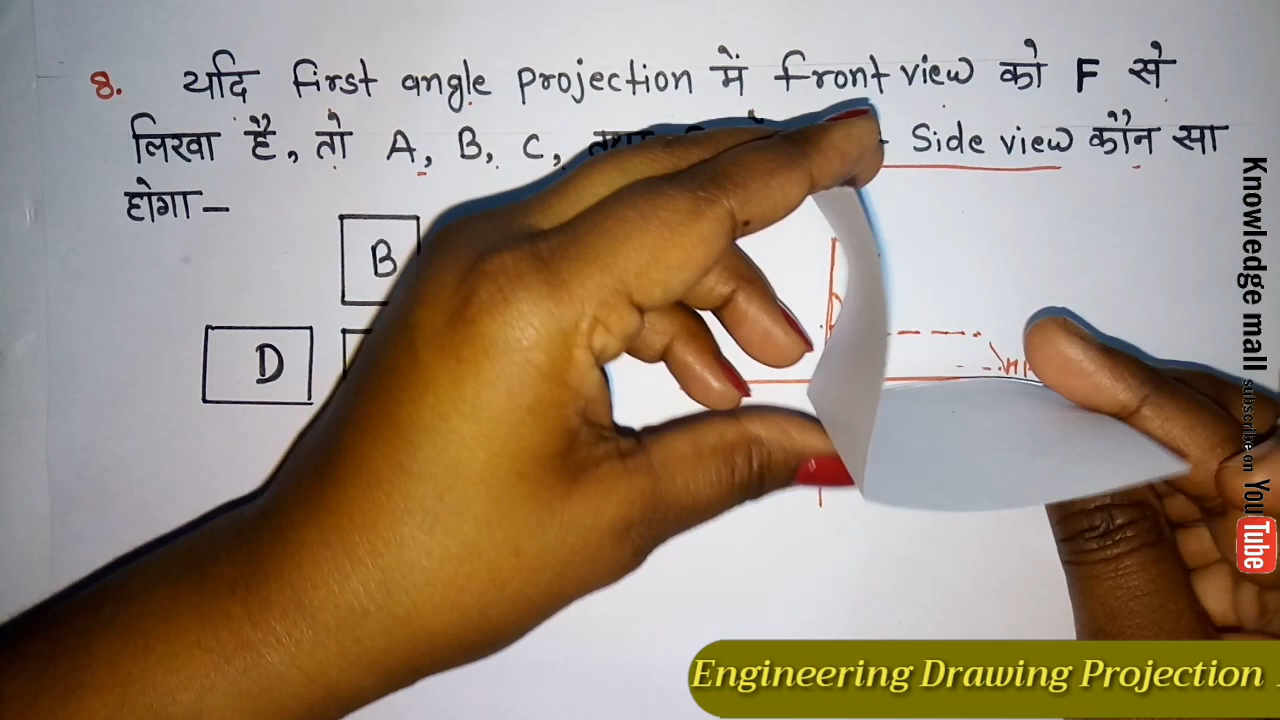 8. यदि First angle projection में front view को F से
लिखा है, तो A, B, C, Side view कौन सा
होगा -
B
D
Knowledge mall subscribe on YouTube
Engineering Drawing Projection